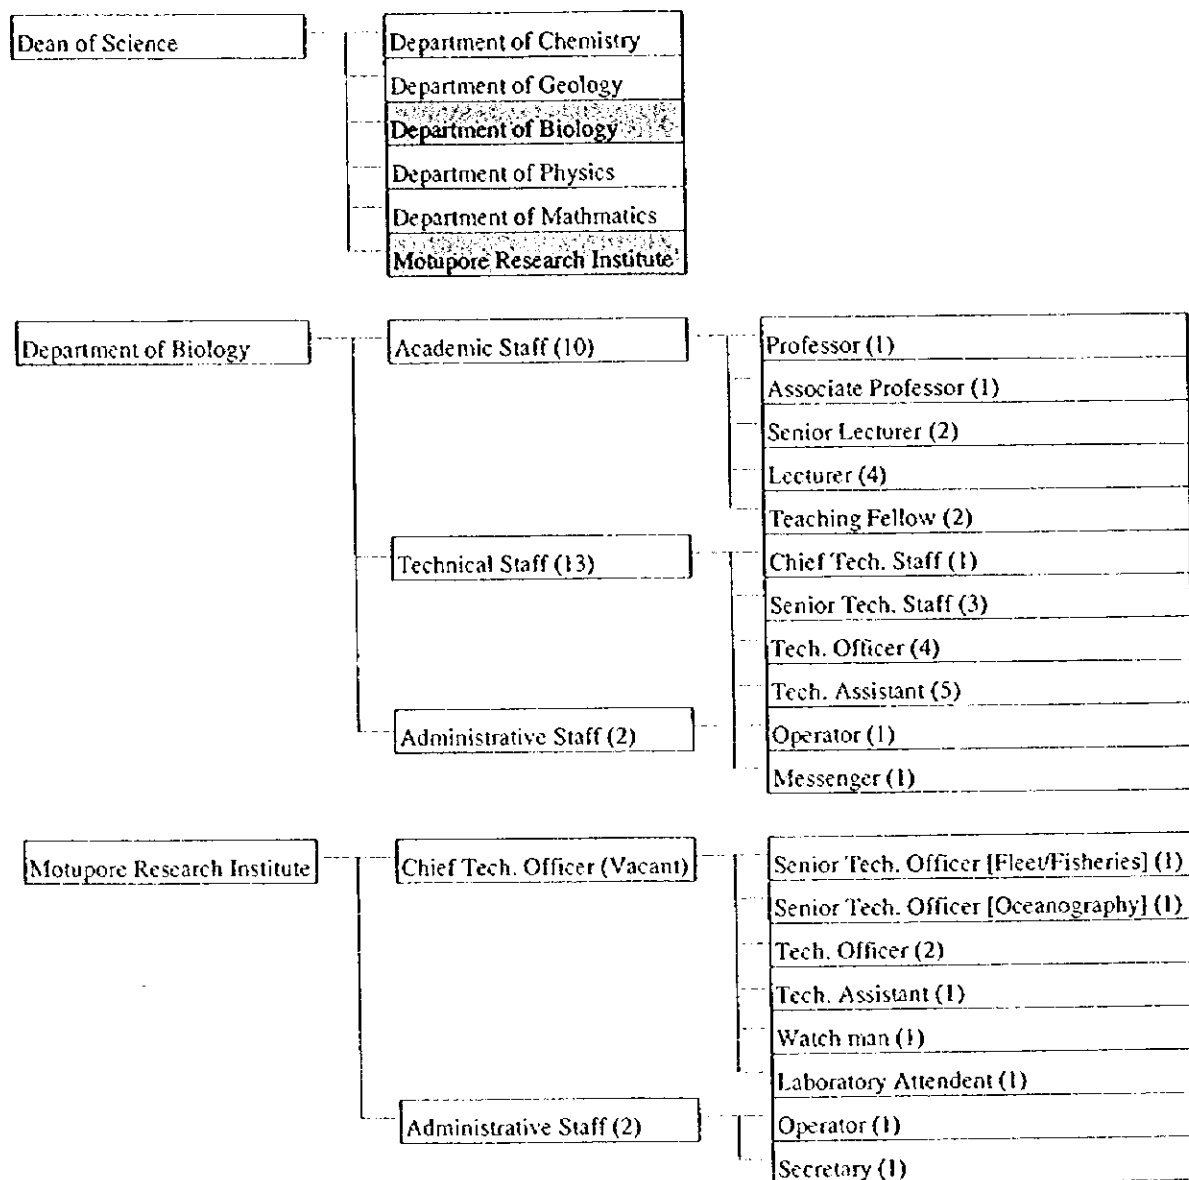 Dean of Science
Department of Chemistry
Department of Geology
Department of Biology
Department of Physics
Department of Mathmatics
Motupore Research Institute
Department of Biology
Academic Staff (10)
Professor (1)
Associate Professor (1)
Senior Lecturer (2)
Lecturer (4)
Teaching Fellow (2)
Technical Staff (13)
Chief Tech. Staff (1)
Senior Tech. Staff (3)
Tech. Officer (4)
Tech. Assistant (5)
Administrative Staff (2)
Operator (1)
Messenger (1)
Motupore Research Institute
Chief Tech. Officer (Vacant)
Senior Tech. Officer [Fleet/Fisheries] (1)
Senior Tech. Officer [Oceanography] (1)
Tech. Officer (2)
Tech. Assistant (1)
Watch man (1)
Laboratory Attendent (1)
Administrative Staff (2)
Operator (1)
Secretary (1)